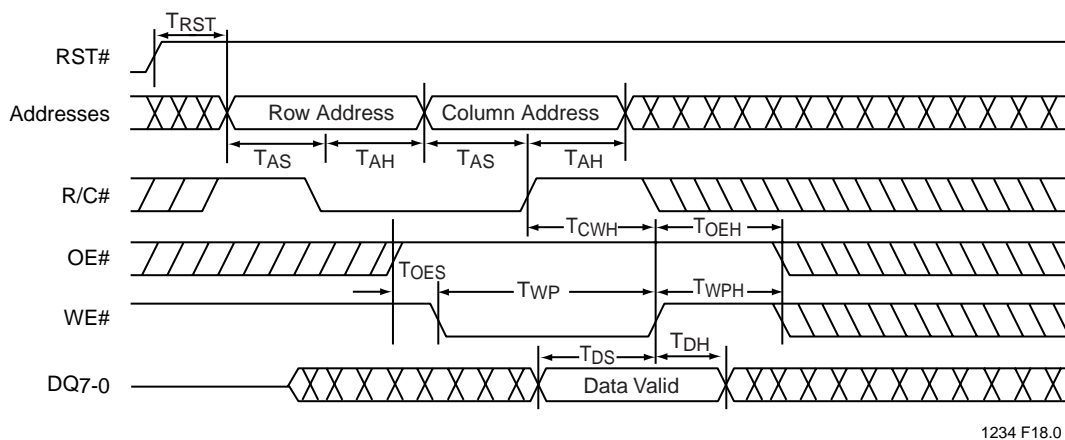 TRST
RST#
Addresses
Row Address
Column Address
TAS
TAH
TAS
TAH
R/C#
TCWH
TOEH
OE#
TOES
TWP
TWPH
WE#
TDS
TDH
DQ7-0
Data Valid
1234 F18.0